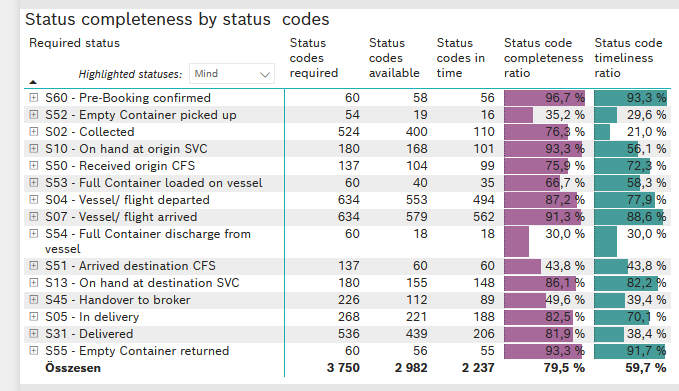 Status completeness by status codes
Required status Status codes required Status codes available Status codes in time Status code completeness ratio Status code timeliness ratio
Highlighted statuses: Mind
S60 - Pre-Booking confirmed 60 58 56 96,7 % 93,3 %
S52 - Empty Container picked up 54 19 16 35,2 % 29,6 %
S02 - Collected 524 400 110 76,3 % 21,0 %
S10 - On hand at origin SVC 180 168 101 93,3 % 56,1 %
S50 - Received origin CFS 137 104 99 75,9 % 72,3 %
S53 - Full Container loaded on vessel 60 40 35 66,7 % 58,3 %
S04 - Vessel/ flight departed 634 553 494 87,2 % 77,9 %
S07 - Vessel/ flight arrived 634 579 562 91,3 % 88,6 %
S54 - Full Container discharge from vessel 60 18 18 30,0 % 30,0 %
S51 - Arrived destination CFS 137 60 60 43,8 % 43,8 %
S13 - On hand at destination SVC 180 155 148 86,1 % 82,2 %
S45 - Handover to broker 226 112 89 49,6 % 39,4 %
S05 - In delivery 268 221 188 82,5 % 70,1 %
S31 - Delivered 536 439 206 81,9 % 38,4 %
S55 - Empty Container returned 60 56 55 93,3 % 91,7 %
Összesen 3 750 2 982 2 237 79,5 % 59,7 %